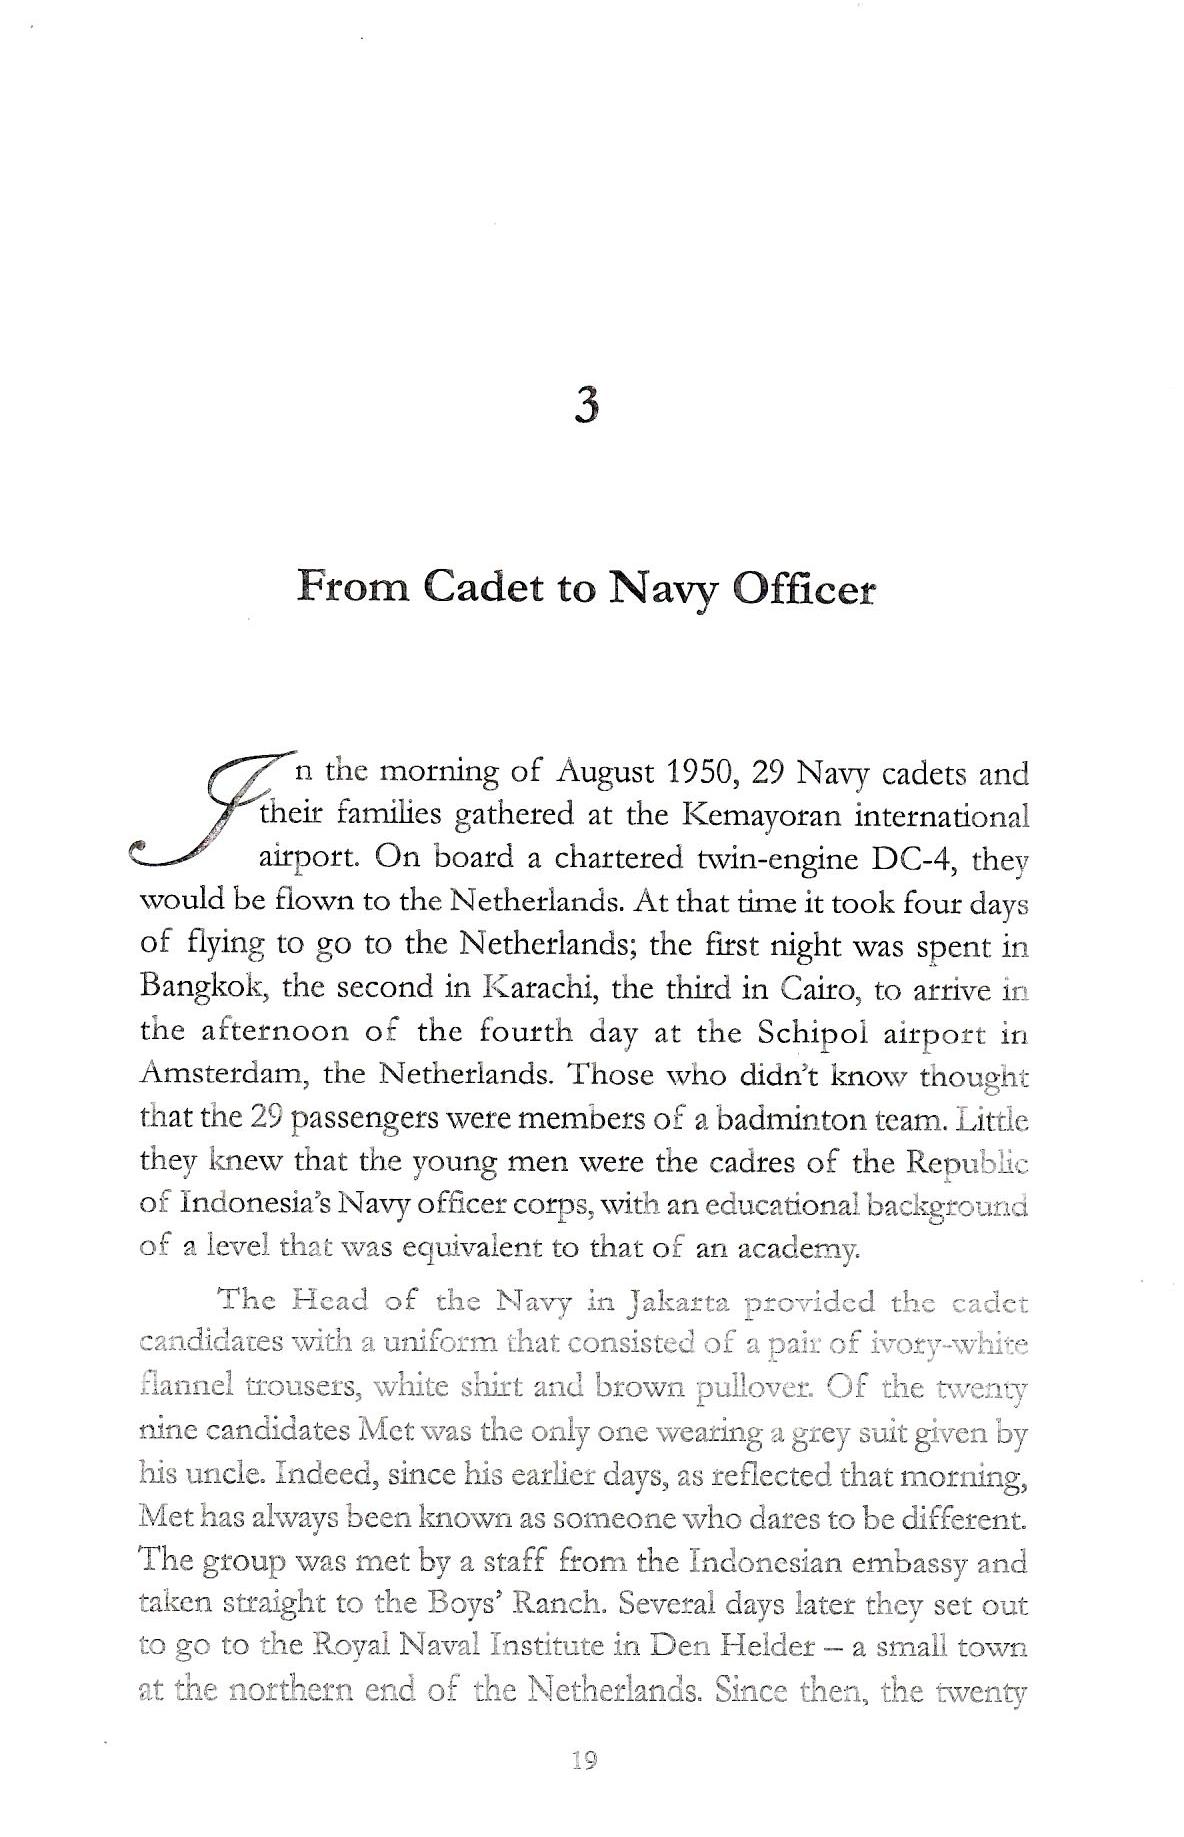 3
From Cadet to Navy Officer
In the morning of August 1950, 29 Navy cadets and
their families gathered at the Kemayoran international
airport. On board a chartered twin-engine DC-4, they
would be flown to the Netherlands. At that time it took four days
of flying to go to the Netherlands; the first night was spent in
Bangkok, the second in Karachi, the third in Cairo, to arrive in
the afternoon of the fourth day at the Schipol airport in
Amsterdam, the Netherlands. Those who didn't know thought
that the 29 passengers were members of a badminton team. Little
they knew that the young men were the cadres of the Republic
of Indonesia's Navy officer corps, with an educational background
of a level that was equivalent to that of an academy.
The Head of the Navy in Jakarta provided the cadet
candidates with a uniform that consisted of a pair of ivory-white
flannel trousers, white shirt and brown pullover. Of the twenty
nine candidates Met was the only one wearing a grey suit given by
his uncle. Indeed, since his earlier days, as reflected that morning,
Met has always been known as someone who dares to be different.
The group was met by a staff from the Indonesian embassy and
taken straight to the Boys' Ranch. Several days later they set out
to go to the Royal Naval Institute in Den Helder – a small town
at the northern end of the Netherlands. Since then, the twenty
19